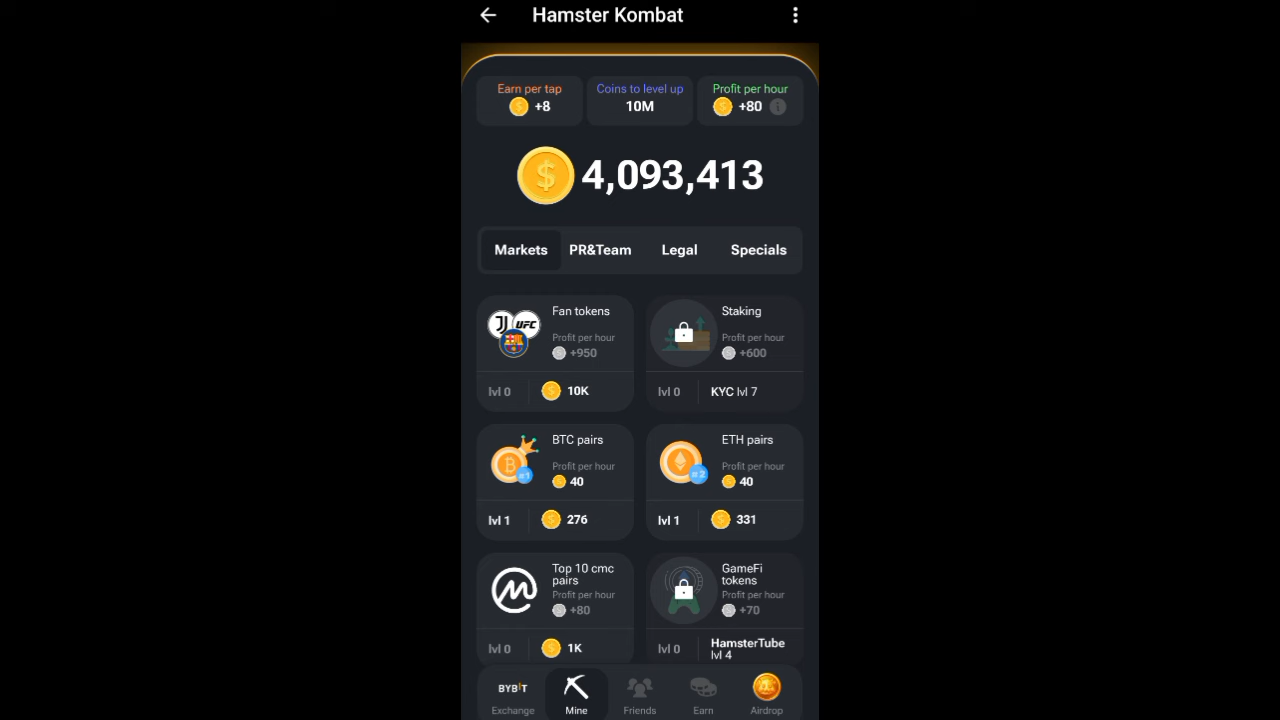 Hamster Kombat
Earn per tap
+8
Coins to level up
10M
Profit per hour
+80
4,093,413
Markets
PR&Team
Legal
Specials
UFC
Fan tokens
Profit per hour
+950
lvl 0
10K
Staking
Profit per hour
+600
lvl 0
KYC lvl 7
#1
BTC pairs
Profit per hour
40
lvl 1
276
#2
ETH pairs
Profit per hour
40
lvl 1
331
Top 10 cmc
pairs
Profit per hour
+80
lvl 0
1K
GameFi
tokens
Profit per hour
+70
lvl 0
HamsterTube
lvl 4
BYBIT
Exchange
Mine
Friends
Earn
Airdrop